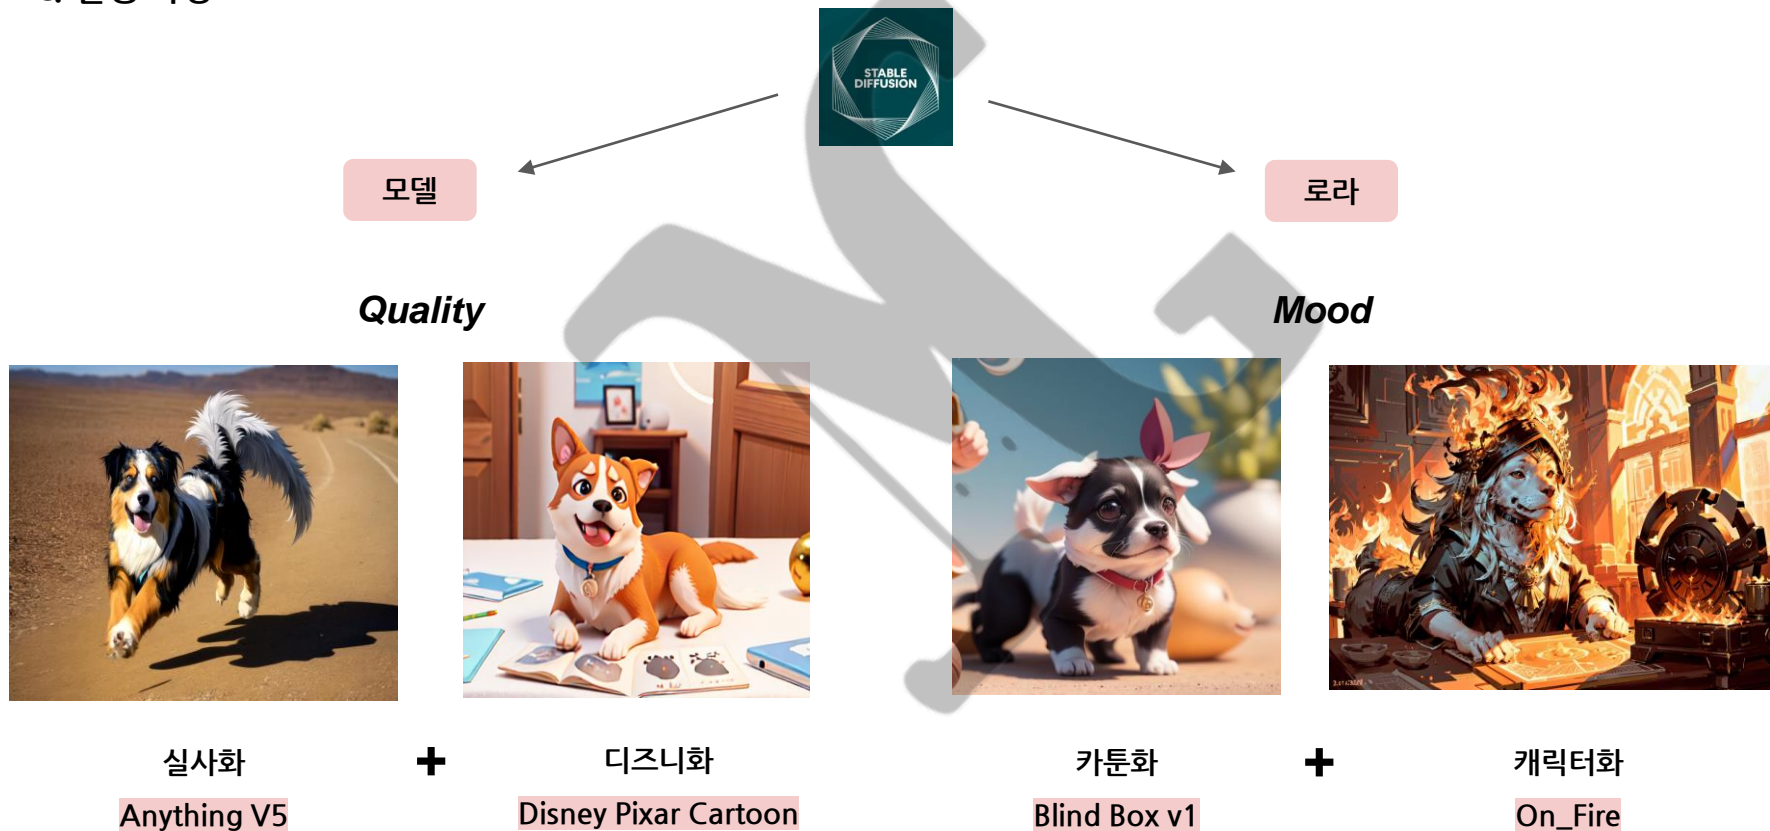 STABLE
DIFFUSION
모델
로라
Quality
Mood
실사화
+
디즈니화
카툰화
+
캐릭터화
Anything V5
Disney Pixar Cartoon
Blind Box v1
On_Fire